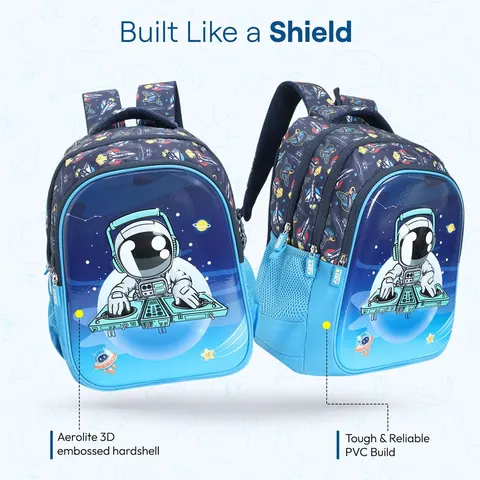 Built Like a Shield
Aerolite 3D
embossed hardshell
Tough & Reliable
PVC Build